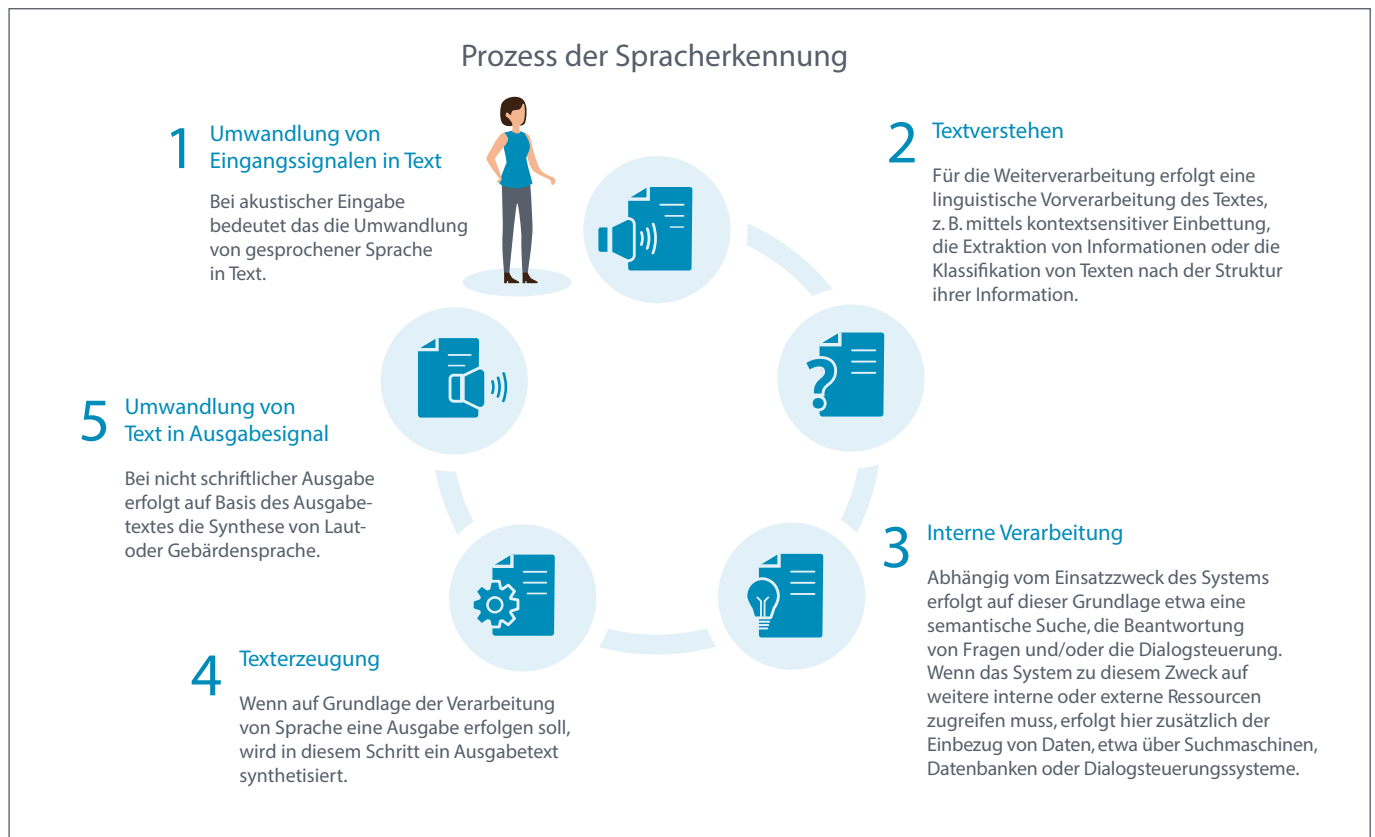 Prozess der Spracherkennung
1
Umwandlung von
Eingangssignalen in Text
Bei akustischer Eingabe
bedeutet das die Umwandlung
von gesprochener Sprache
in Text.
2
Textverstehen
Für die Weiterverarbeitung erfolgt eine
linguistische Vorverarbeitung des Textes,
z. B. mittels kontextsensitiver Einbettung,
die Extraktion von Informationen oder die
Klassifikation von Texten nach der Struktur
ihrer Information.
3
Interne Verarbeitung
Abhängig vom Einsatzzweck des Systems
erfolgt auf dieser Grundlage etwa eine
semantische Suche, die Beantwortung
von Fragen und/oder die Dialogsteuerung.
Wenn das System zu diesem Zweck auf
weitere interne oder externe Ressourcen
zugreifen muss, erfolgt hier zusätzlich der
Einbezug von Daten, etwa über Suchmaschinen,
Datenbanken oder Dialogsteuerungssysteme.
4
Texterzeugung
Wenn auf Grundlage der Verarbeitung
von Sprache eine Ausgabe erfolgen soll,
wird in diesem Schritt ein Ausgabetext
synthetisiert.
5
Umwandlung von
Text in Ausgabesignal
Bei nicht schriftlicher Ausgabe
erfolgt auf Basis des Ausgabe-
textes die Synthese von Laut-
oder Gebärdensprache.
?